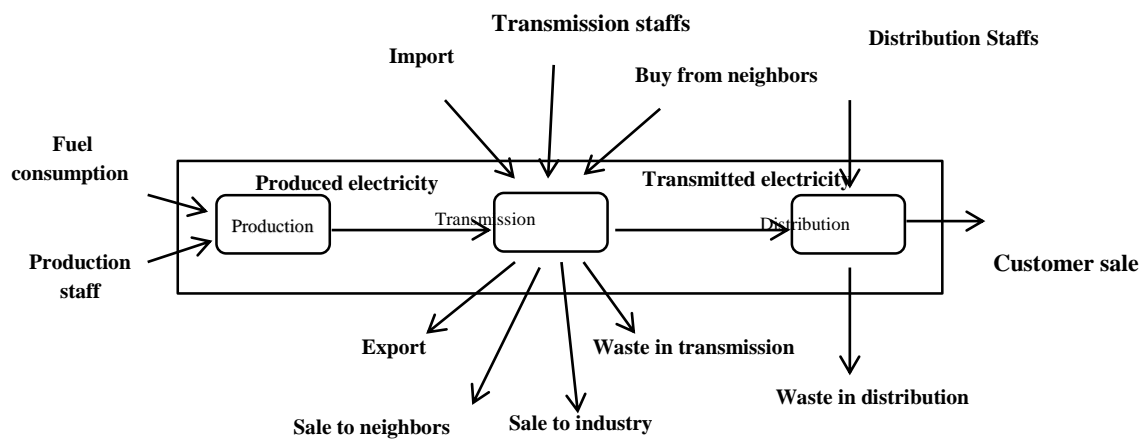 Transmission staffs
Distribution Staffs
Import
Buy from neighbors
Fuel
consumption
Produced electricity
Transmitted electricity
Production
Transmission
Distribution
Production
staff
Customer sale
Export
Waste in transmission
Waste in distribution
Sale to neighbors
Sale to industry